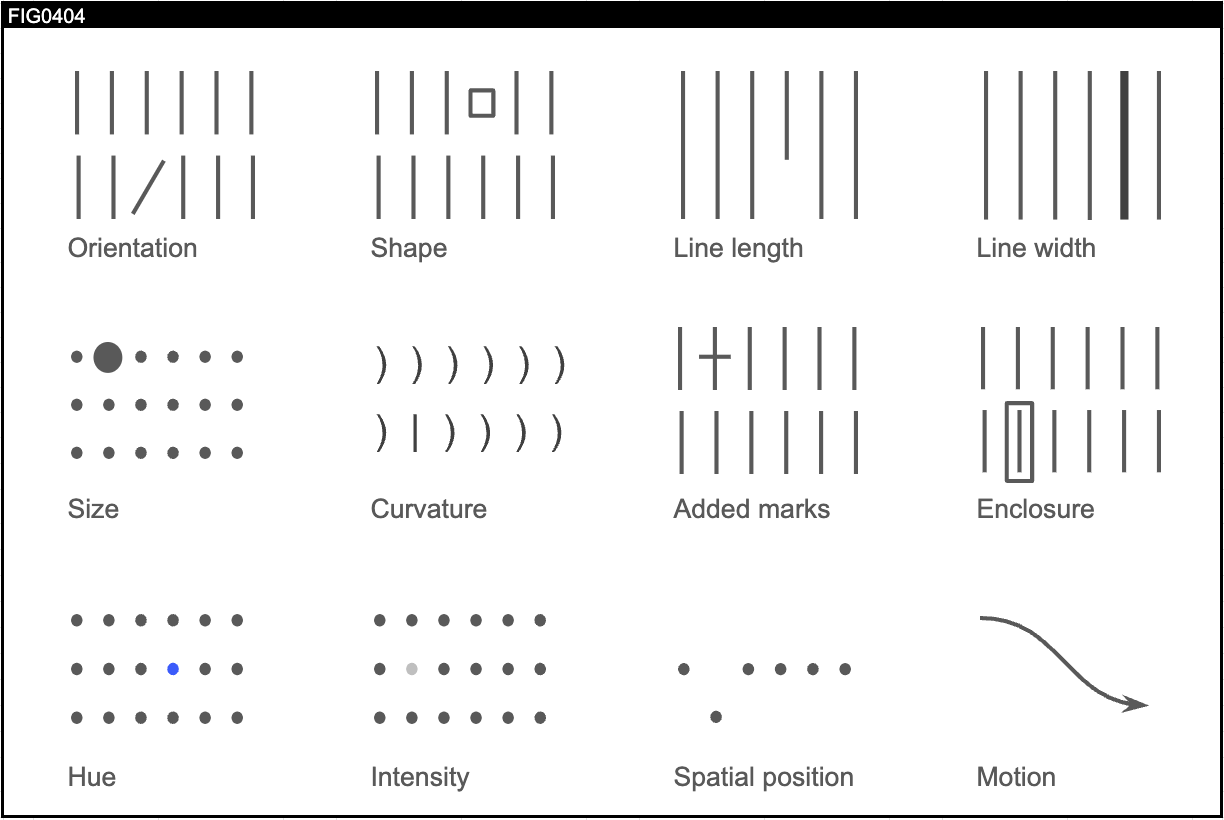 FIG0404
Orientation
Shape
Line length
Line width
Size
Curvature
Added marks
Enclosure
Hue
Intensity
Spatial position
Motion